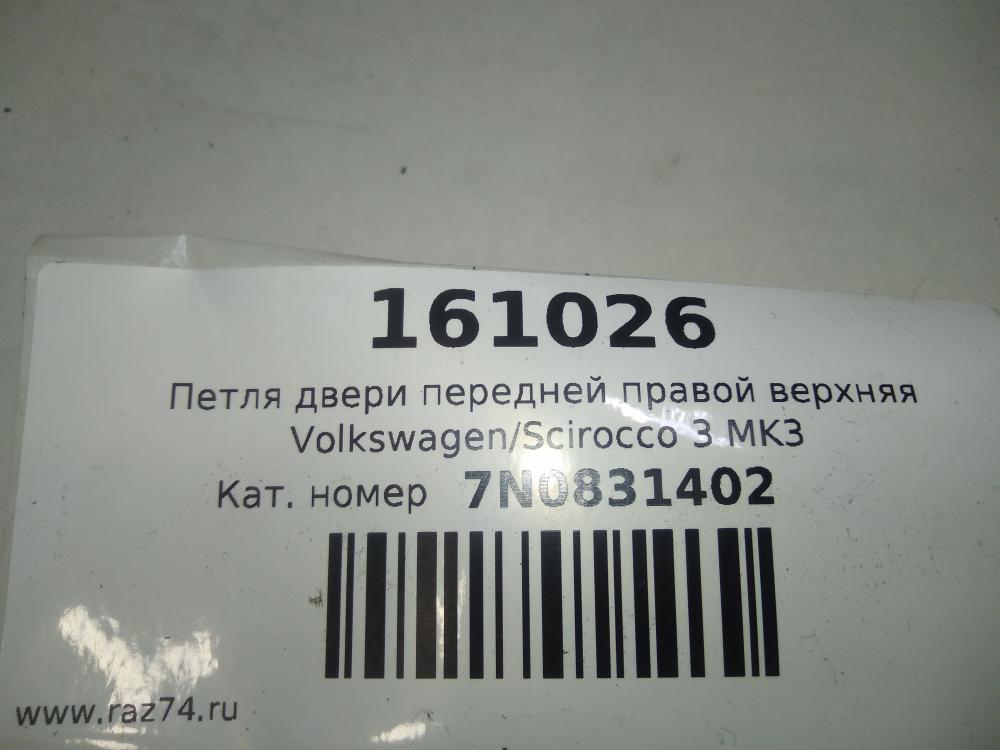 161026
Петля двери передней правой верхняя
Volkswagen/Scirocco 3 MK3
Кат. номер 7N0831402
www.raz74.ru